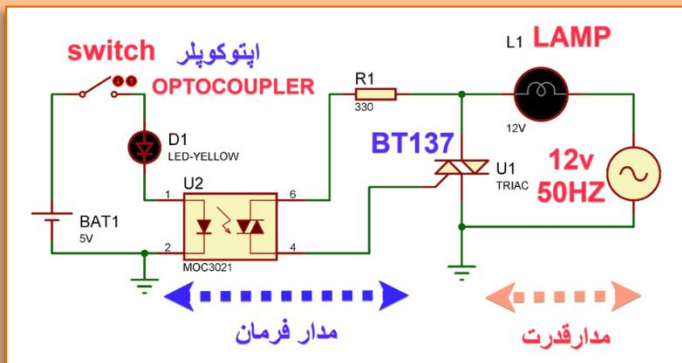 switch
اپتوکوپلر
OPTOCOUPLER
L1
LAMP
12V
R1
330
D1
LED-YELLOW
BT137
U1
TRIAC
12v
50HZ
U2
1
6
2
4
MOC3021
BAT1
5V
مدار فرمان
مدارقدرت